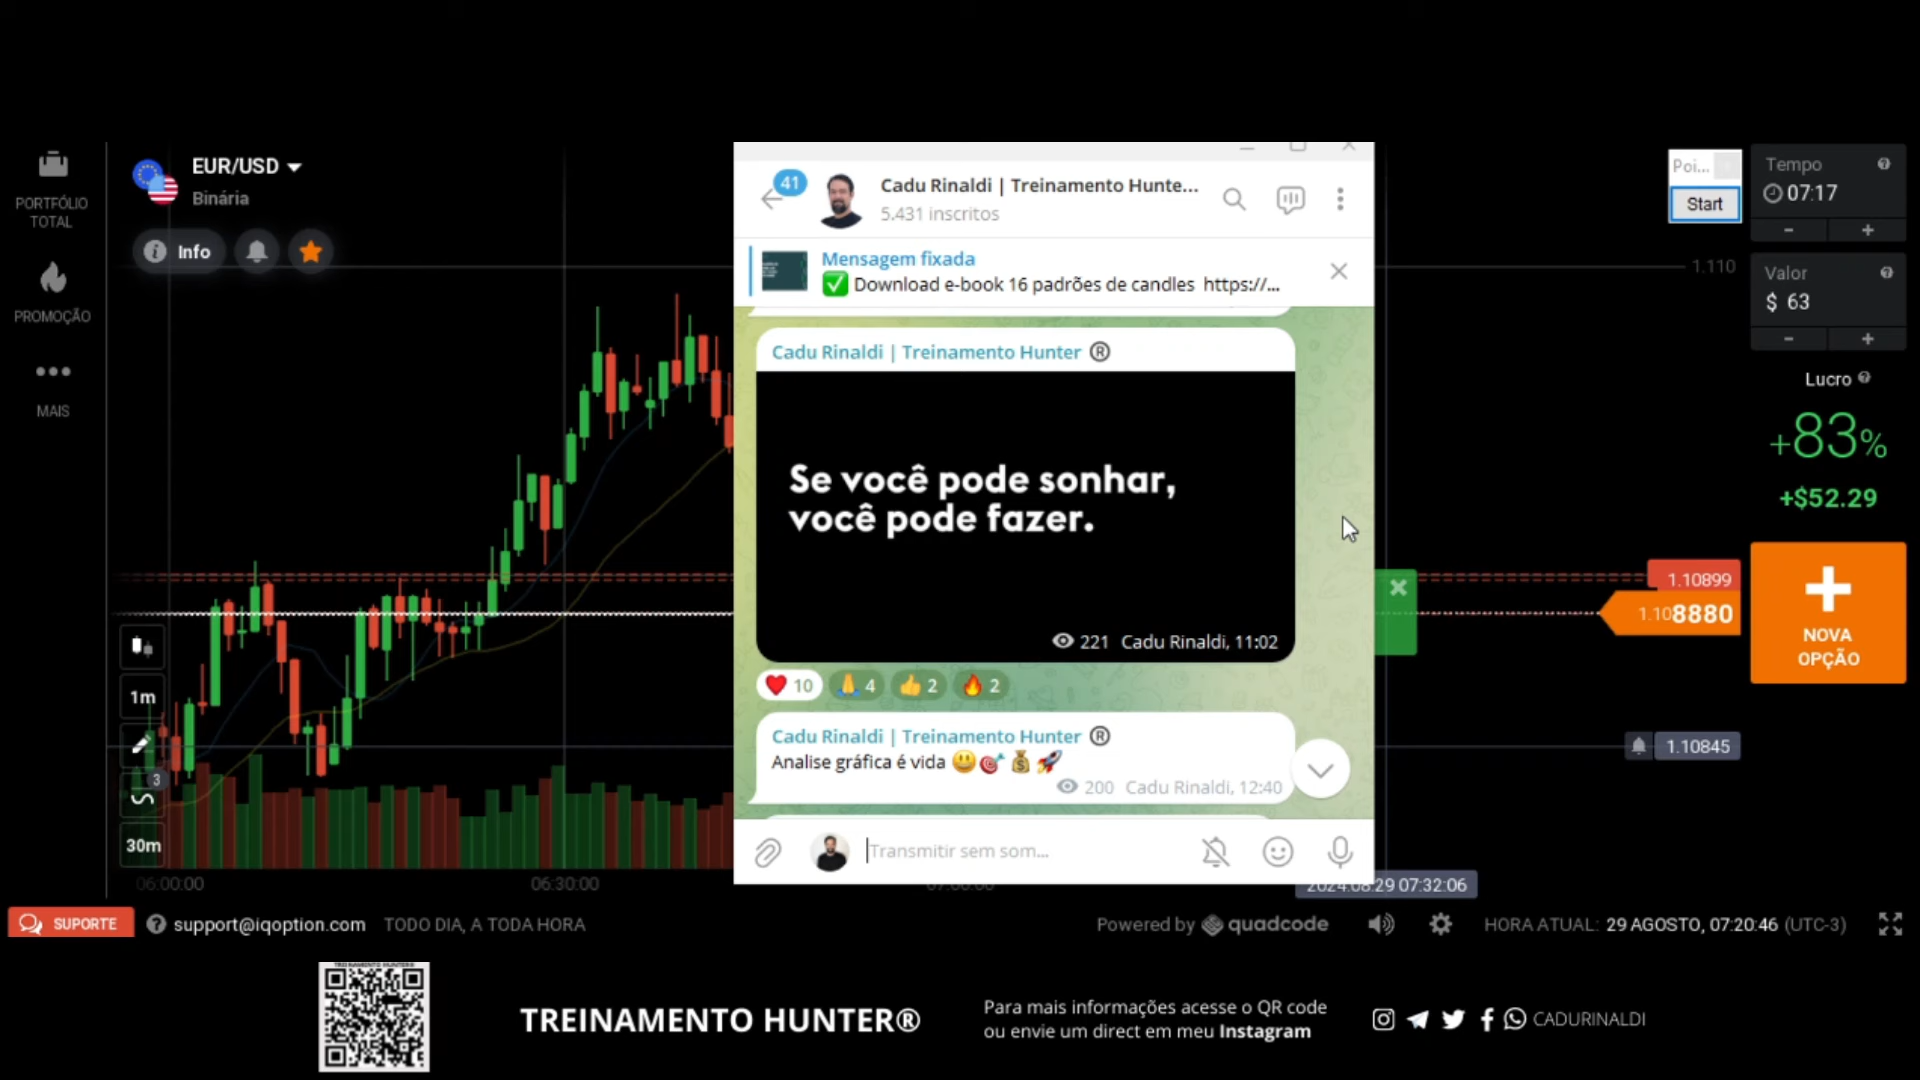 PORTFÓLIO
TOTAL
PROMOÇÃO
MAIS
EUR/USD
Binária
Info
1m
3
30m
06:00:00
06:30:00
41
Cadu Rinaldi | Treinamento Hunte...
5.431 inscritos
Mensagem fixada
✅ Download e-book 16 padrões de candles https://...
Cadu Rinaldi | Treinamento Hunter ®
Se você pode sonhar,
você pode fazer.
221 Cadu Rinaldi, 11:02
❤️ 10 🙏 4 👍 2 🔥 2
Cadu Rinaldi | Treinamento Hunter ®
Analise gráfica é vida 😃🎯💰🚀
200 Cadu Rinaldi, 12:40
Transmitir sem som...
2024.08.29 07:32:06
Poi...
Start
1.110
1.10899
1.108880
1.10845
Tempo
07:17
- +
Valor
$ 63
- +
Lucro
+83%
+$52.29
NOVA
OPÇÃO
SUPORTE
support@iqoption.com TODO DIA, A TODA HORA
Powered by quadcode
HORA ATUAL: 29 AGOSTO, 07:20:46 (UTC-3)
TREINAMENTO HUNTER®
TREINAMENTO HUNTER®
Para mais informações acesse o QR code
ou envie um direct em meu Instagram
CADURINALDI